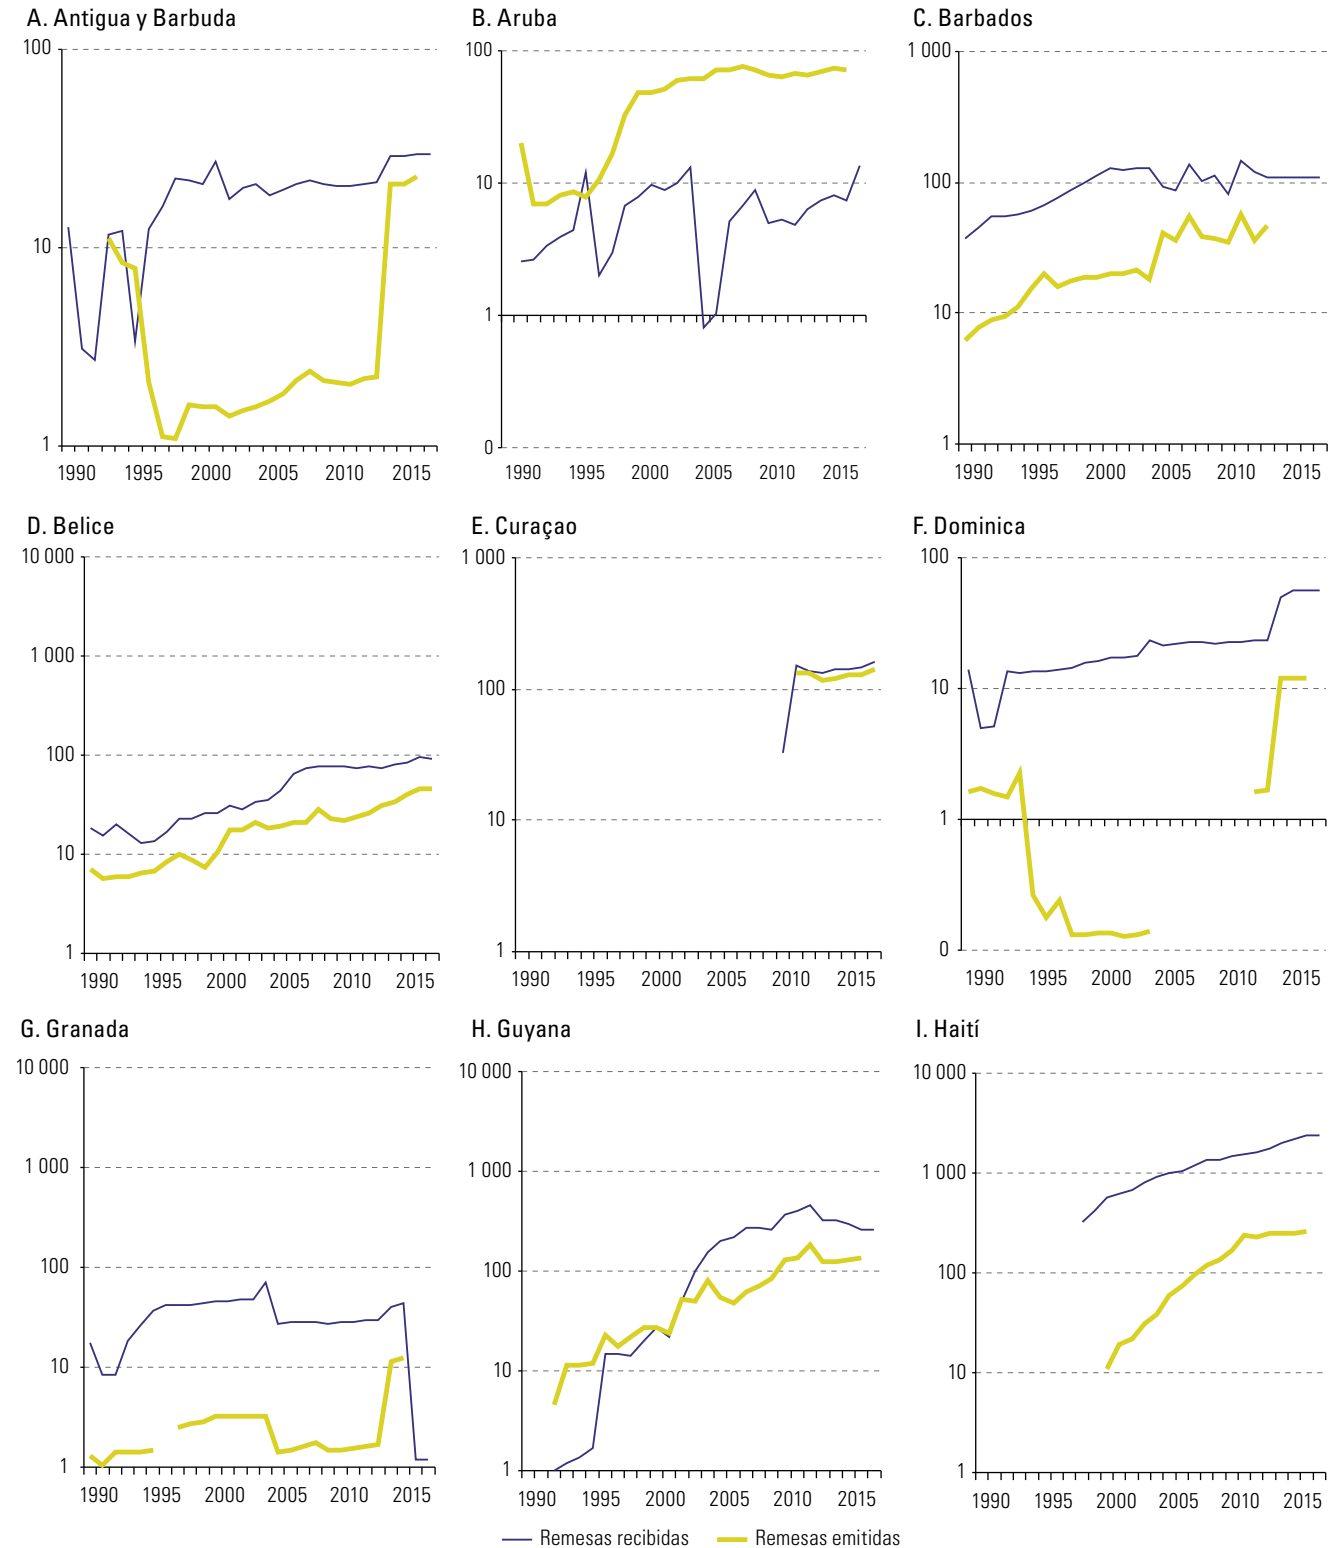 A. Antigua y Barbuda
100
10
1
1990 1995 2000 2005 2010 2015
B. Aruba
100
10
1
0
1990 1995 2000 2005 2010 2015
C. Barbados
1 000
100
10
1
1990 1995 2000 2005 2010 2015
D. Belice
10 000
1 000
100
10
1
1990 1995 2000 2005 2010 2015
E. Curaçao
1 000
100
10
1
1990 1995 2000 2005 2010 2015
F. Dominica
100
10
1
0
1990 1995 2000 2005 2010 2015
G. Granada
10 000
1 000
100
10
1
1990 1995 2000 2005 2010 2015
H. Guyana
10 000
1 000
100
10
1
1990 1995 2000 2005 2010 2015
I. Haití
10 000
1 000
100
10
1
1990 1995 2000 2005 2010 2015
Remesas recibidas Remesas emitidas